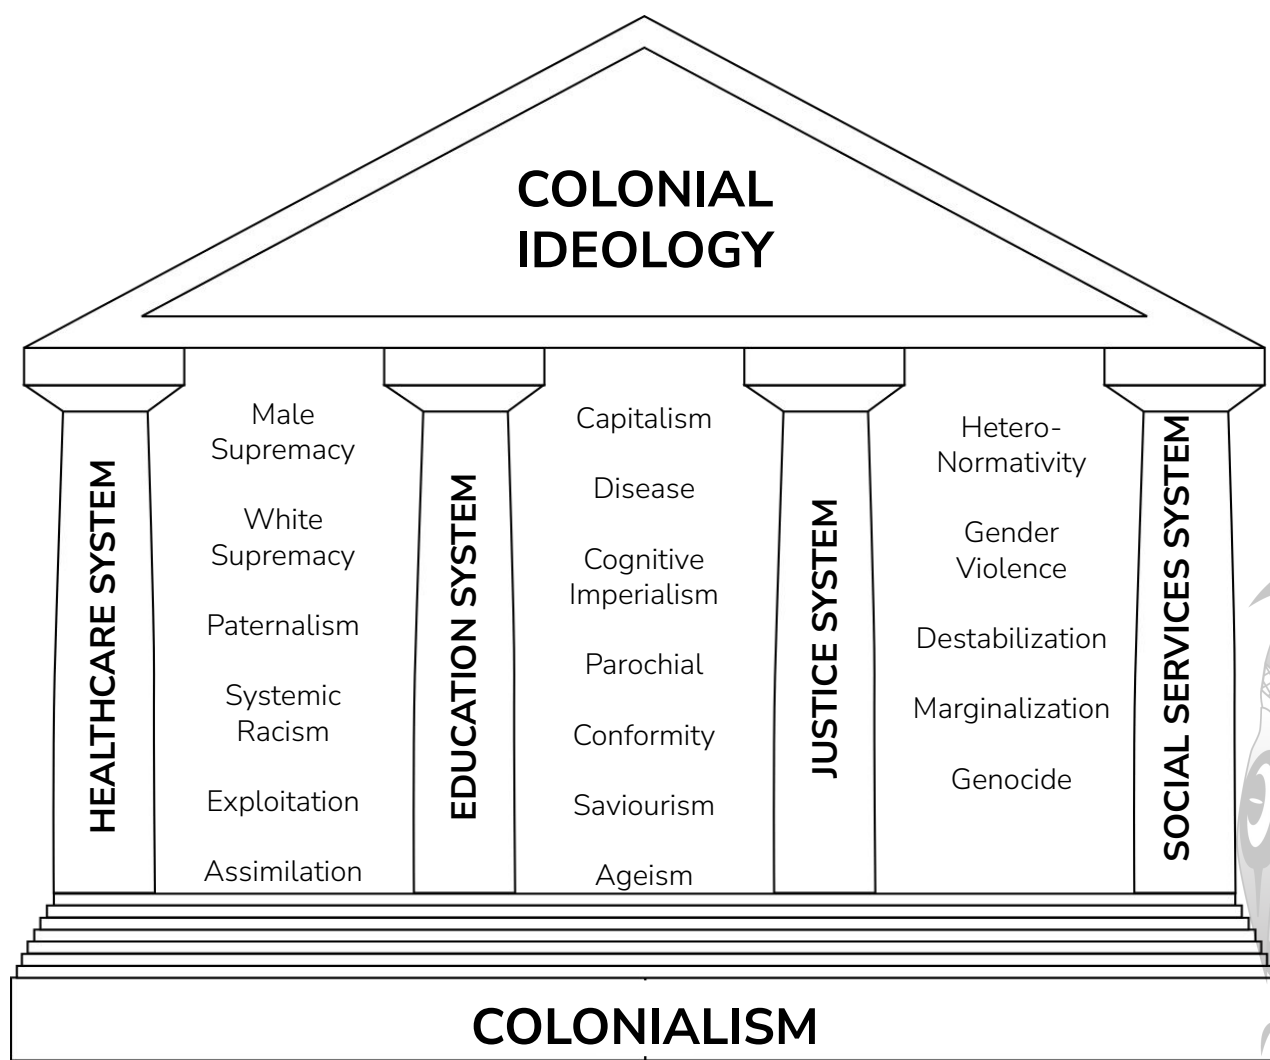 COLONIAL
IDEOLOGY
HEALTHCARE SYSTEM
Male
Supremacy
White
Supremacy
Paternalism
Systemic
Racism
Exploitation
Assimilation
EDUCATION SYSTEM
Capitalism
Disease
Cognitive
Imperialism
Parochial
Conformity
Saviourism
Ageism
JUSTICE SYSTEM
Hetero-
Normativity
Gender
Violence
Destabilization
Marginalization
Genocide
SOCIAL SERVICES SYSTEM
COLONIALISM